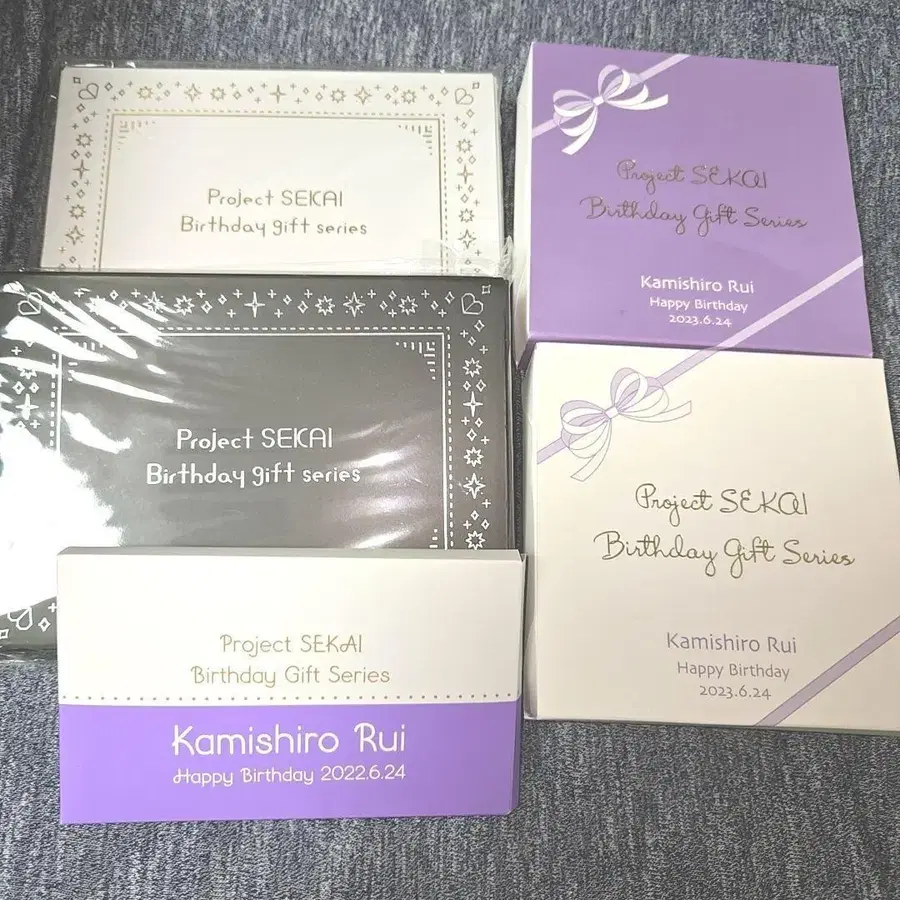 Project SEKAI
Birthday gift series
Project SEKAI
Birthday gift series
Project SEKAI
Birthday Gift Series
Kamishiro Rui
Happy Birthday 2022.6.24
Project SEKAI
Birthday Gift Series
Kamishiro Rui
Happy Birthday
2023.6.24
Project SEKAI
Birthday Gift Series
Kamishiro Rui
Happy Birthday
2023.6.24